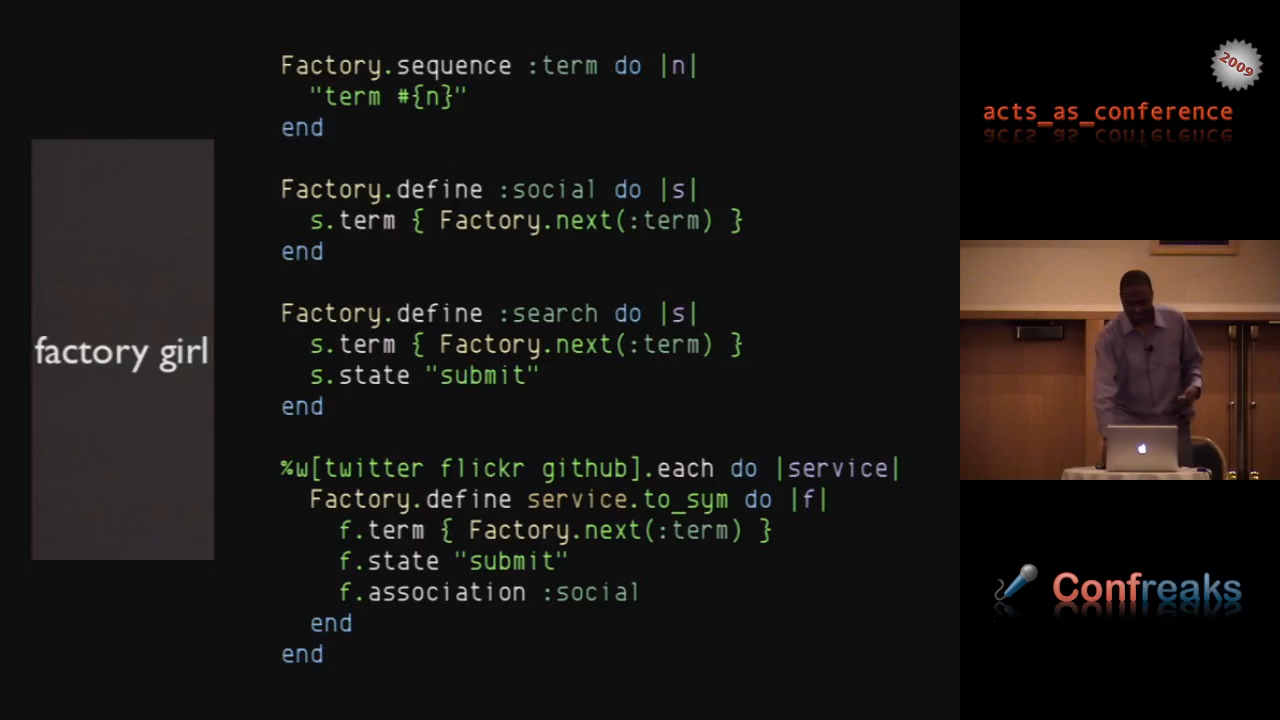 factory girl
Factory.sequence :term do |n|
  "term #{n}"
end
Factory.define :social do |s|
  s.term { Factory.next(:term) }
end
Factory.define :search do |s|
  s.term { Factory.next(:term) }
  s.state "submit"
end
%w[twitter flickr github].each do |service|
  Factory.define service.to_sym do |f|
    f.term { Factory.next(:term) }
    f.state "submit"
    f.association :social
  end
end
2009
acts_as_conference
Confreaks